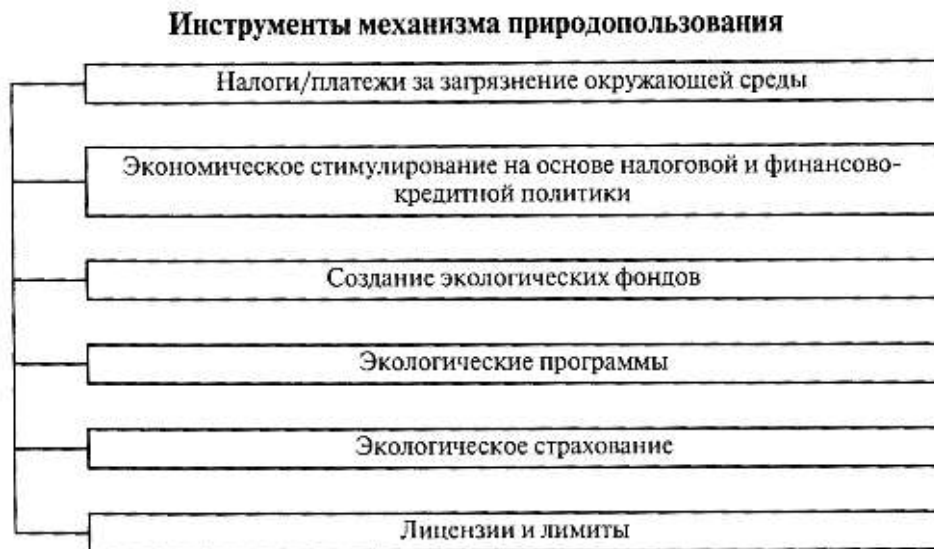 Инструменты механизма природопользования
Налоги/платежи за загрязнение окружающей среды
Экономическое стимулирование на основе налоговой и финансово-
кредитной политики
Создание экологических фондов
Экологические программы
Экологическое страхование
Лицензии и лимиты